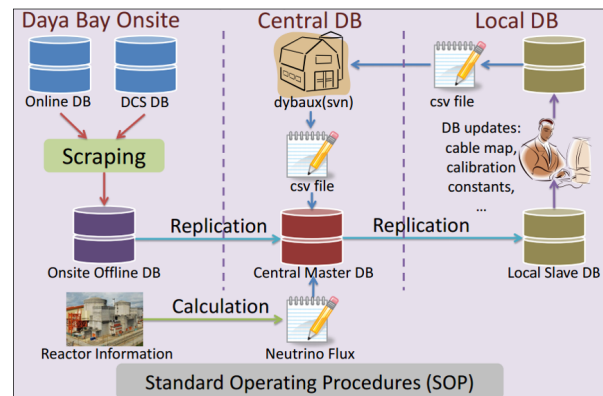 Daya Bay Onsite
Central DB
Local DB
Online DB
DCS DB
dybaux(svn)
csv file
Scraping
csv file
DB updates:
cable map,
calibration
constants,
...
Replication
Replication
Onsite Offline DB
Central Master DB
Local Slave DB
Calculation
Reactor Information
Neutrino Flux
Standard Operating Procedures (SOP)